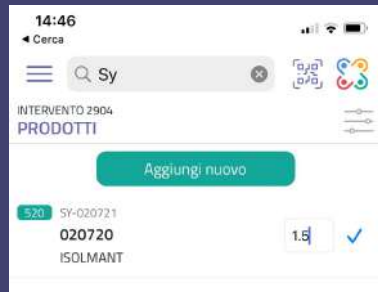 14:46
◄ Cerca
Sy
INTERVENTO 2904
PRODOTTI
Aggiungi nuovo
520 SY-020721
020720
1.5
ISOLMANT